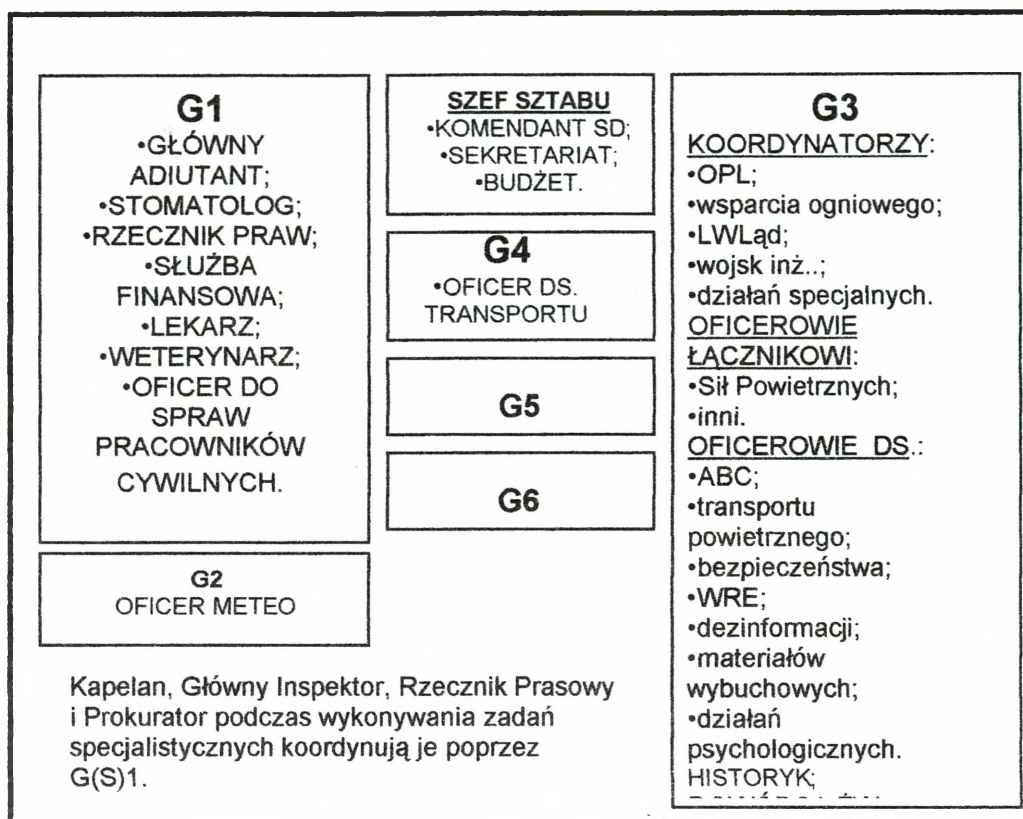 G1
•GŁÓWNY
ADIUTANT;
•STOMATOLOG;
•RZECZNIK PRAW;
•SŁUŻBA
FINANSOWA;
•LEKARZ;
•WETERYNARZ;
•OFICER DO
SPRAW
PRACOWNIKÓW
CYWILNYCH.
G2
OFICER METEO
SZEF SZTABU
•KOMENDANT SD;
•SEKRETARIAT;
•BUDŻET.
G4
•OFICER DS.
TRANSPORTU
G5
G6
G3
KOORDYNATORZY:
•OPL;
•wsparcia ogniowego;
•LWLąd;
•wojsk inż..;
•działań specjalnych.
OFICEROWIE
ŁĄCZNIKOWI:
•Sił Powietrznych;
•inni.
OFICEROWIE DS.:
•ABC;
•transportu
powietrznego;
•bezpieczeństwa;
•WRE;
•dezinformacji;
•materiałów
wybuchowych;
•działań
psychologicznych.
HISTORYK;
Kapelan, Główny Inspektor, Rzecznik Prasowy
i Prokurator podczas wykonywania zadań
specjalistycznych koordynują je poprzez
G(S)1.